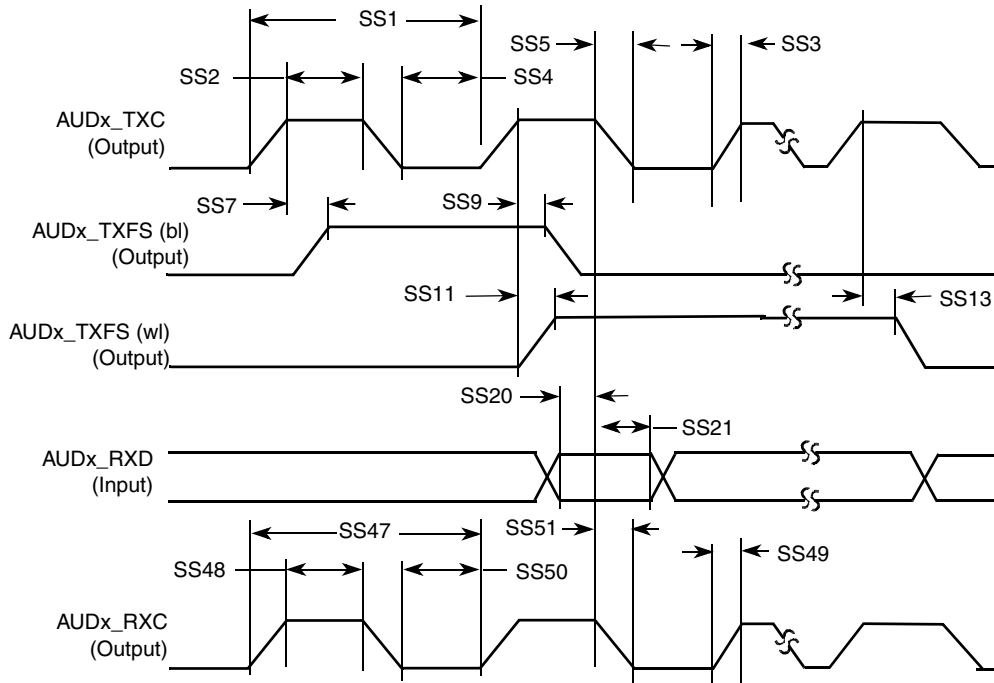 SS1
SS5
SS3
SS2
SS4
AUDx_TXC
(Output)
SS7
SS9
AUDx_TXFS (bl)
(Output)
SS11
SS13
AUDx_TXFS (wl)
(Output)
SS20
SS21
AUDx_RXD
(Input)
SS47
SS51
SS49
SS48
SS50
AUDx_RXC
(Output)